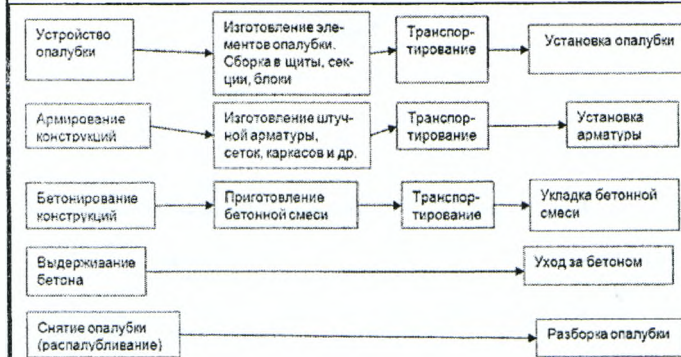 Устройство
опалубки
Изготовление эле-
ментов опалубки.
Сборка в щиты, сек-
ции, блоки
Транспор-
тирование
Установка опалубки
Армирование
конструкций
Изготовление штуч-
ной арматуры,
сеток, каркасов и др.
Транспор-
тирование
Установка
арматуры
Бетонирование
конструкций
Приготовление
бетонной смеси
Транспор-
тирование
Укладка бетонной
смеси
Выдерживание
бетона
Уход за бетоном
Снятие опалубки
(распалубливание)
Разборка опалубки